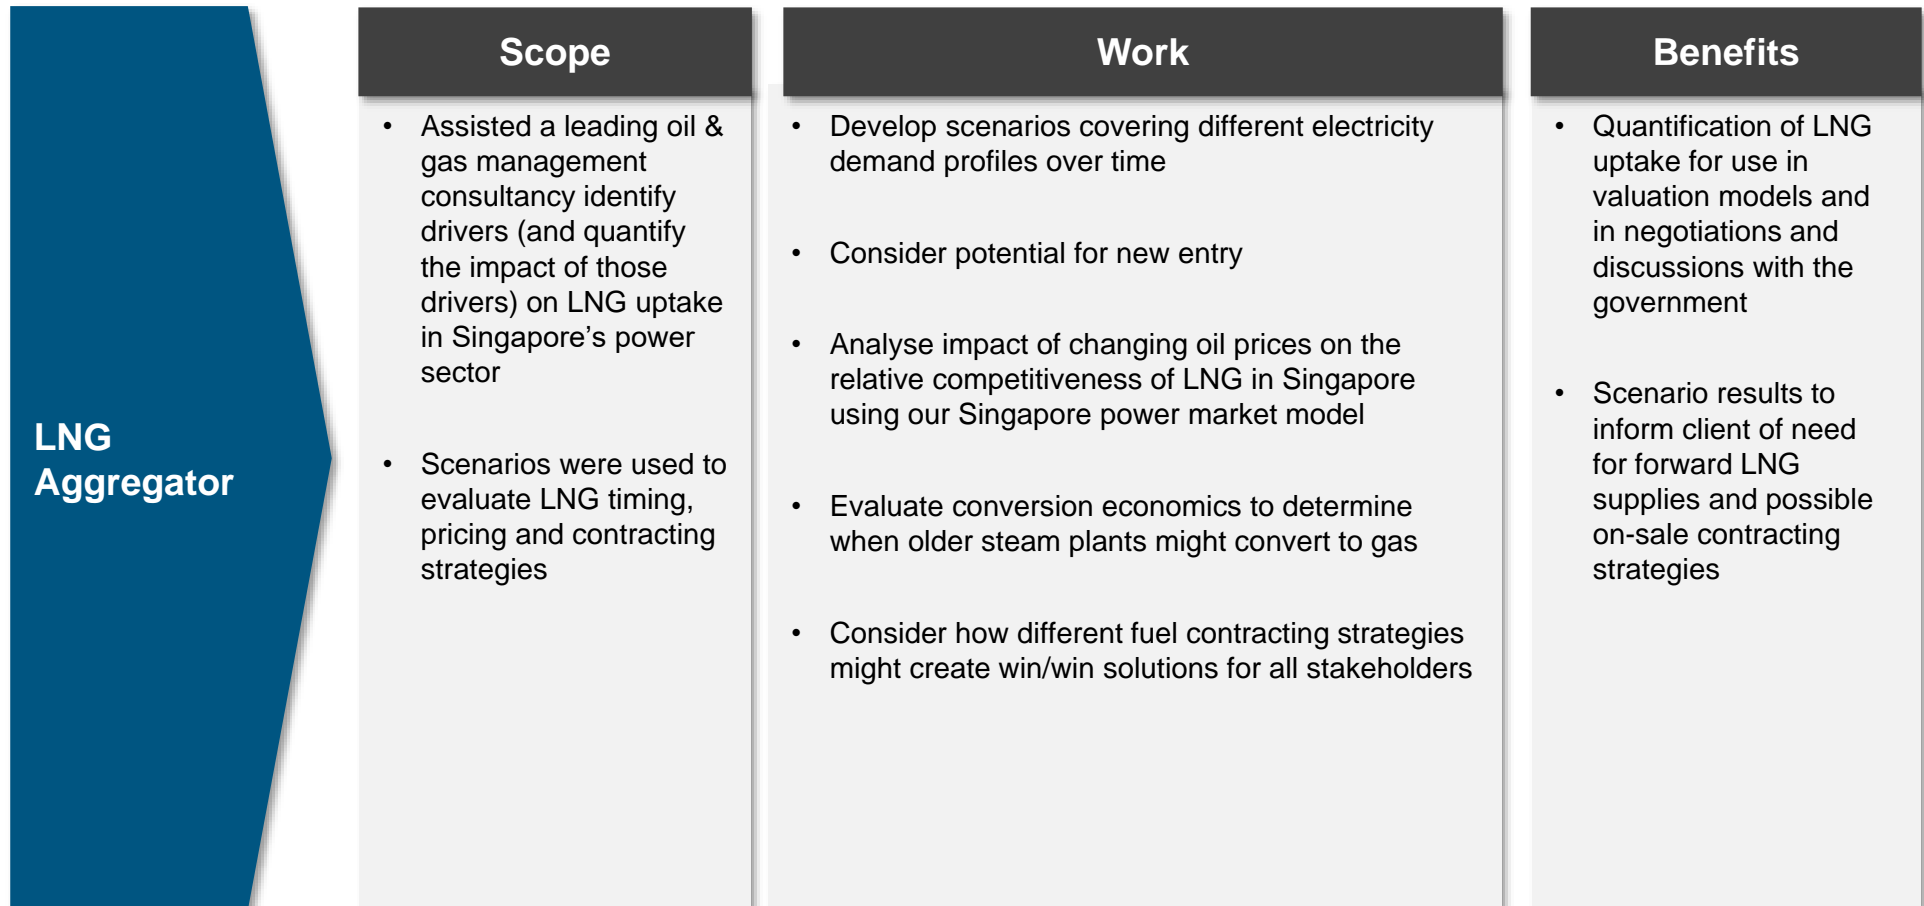 LNG
Aggregator
Scope
• Assisted a leading oil &
gas management
consultancy identify
drivers (and quantify
the impact of those
drivers) on LNG uptake
in Singapore’s power
sector
• Scenarios were used to
evaluate LNG timing,
pricing and contracting
strategies
Work
• Develop scenarios covering different electricity
demand profiles over time
• Consider potential for new entry
• Analyse impact of changing oil prices on the
relative competitiveness of LNG in Singapore
using our Singapore power market model
• Evaluate conversion economics to determine
when older steam plants might convert to gas
• Consider how different fuel contracting strategies
might create win/win solutions for all stakeholders
Benefits
• Quantification of LNG
uptake for use in
valuation models and
in negotiations and
discussions with the
government
• Scenario results to
inform client of need
for forward LNG
supplies and possible
on-sale contracting
strategies